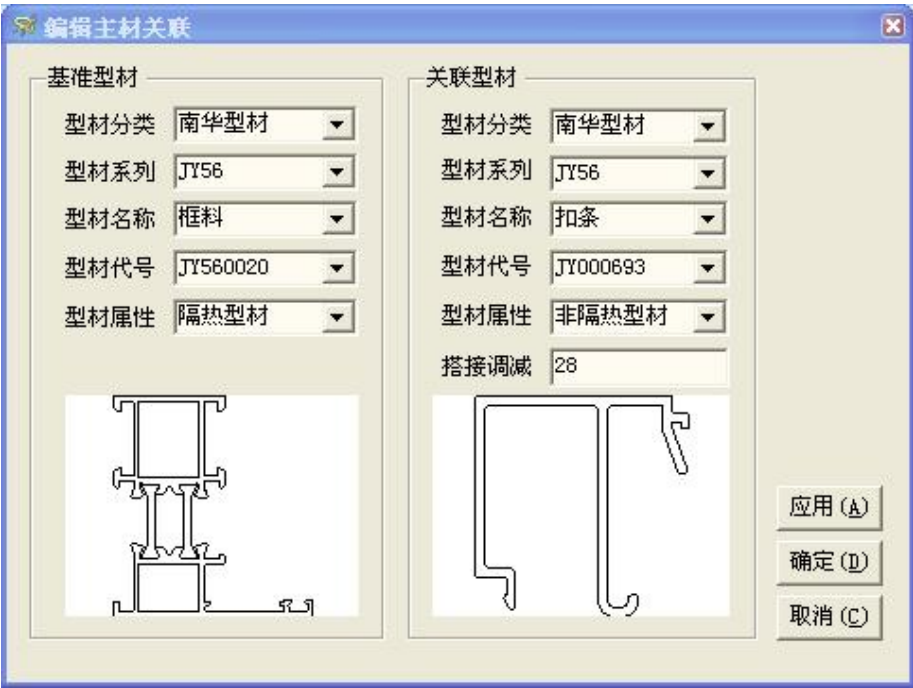 编辑主材关联
基准型材
型材分类 南华型材
型材系列 JY56
型材名称 框料
型材代号 JY560020
型材属性 隔热型材
关联型材
型材分类 南华型材
型材系列 JY56
型材名称 扣条
型材代号 JY000693
型材属性 非隔热型材
搭接调减 28
应用(A)
确定(D)
取消(C)